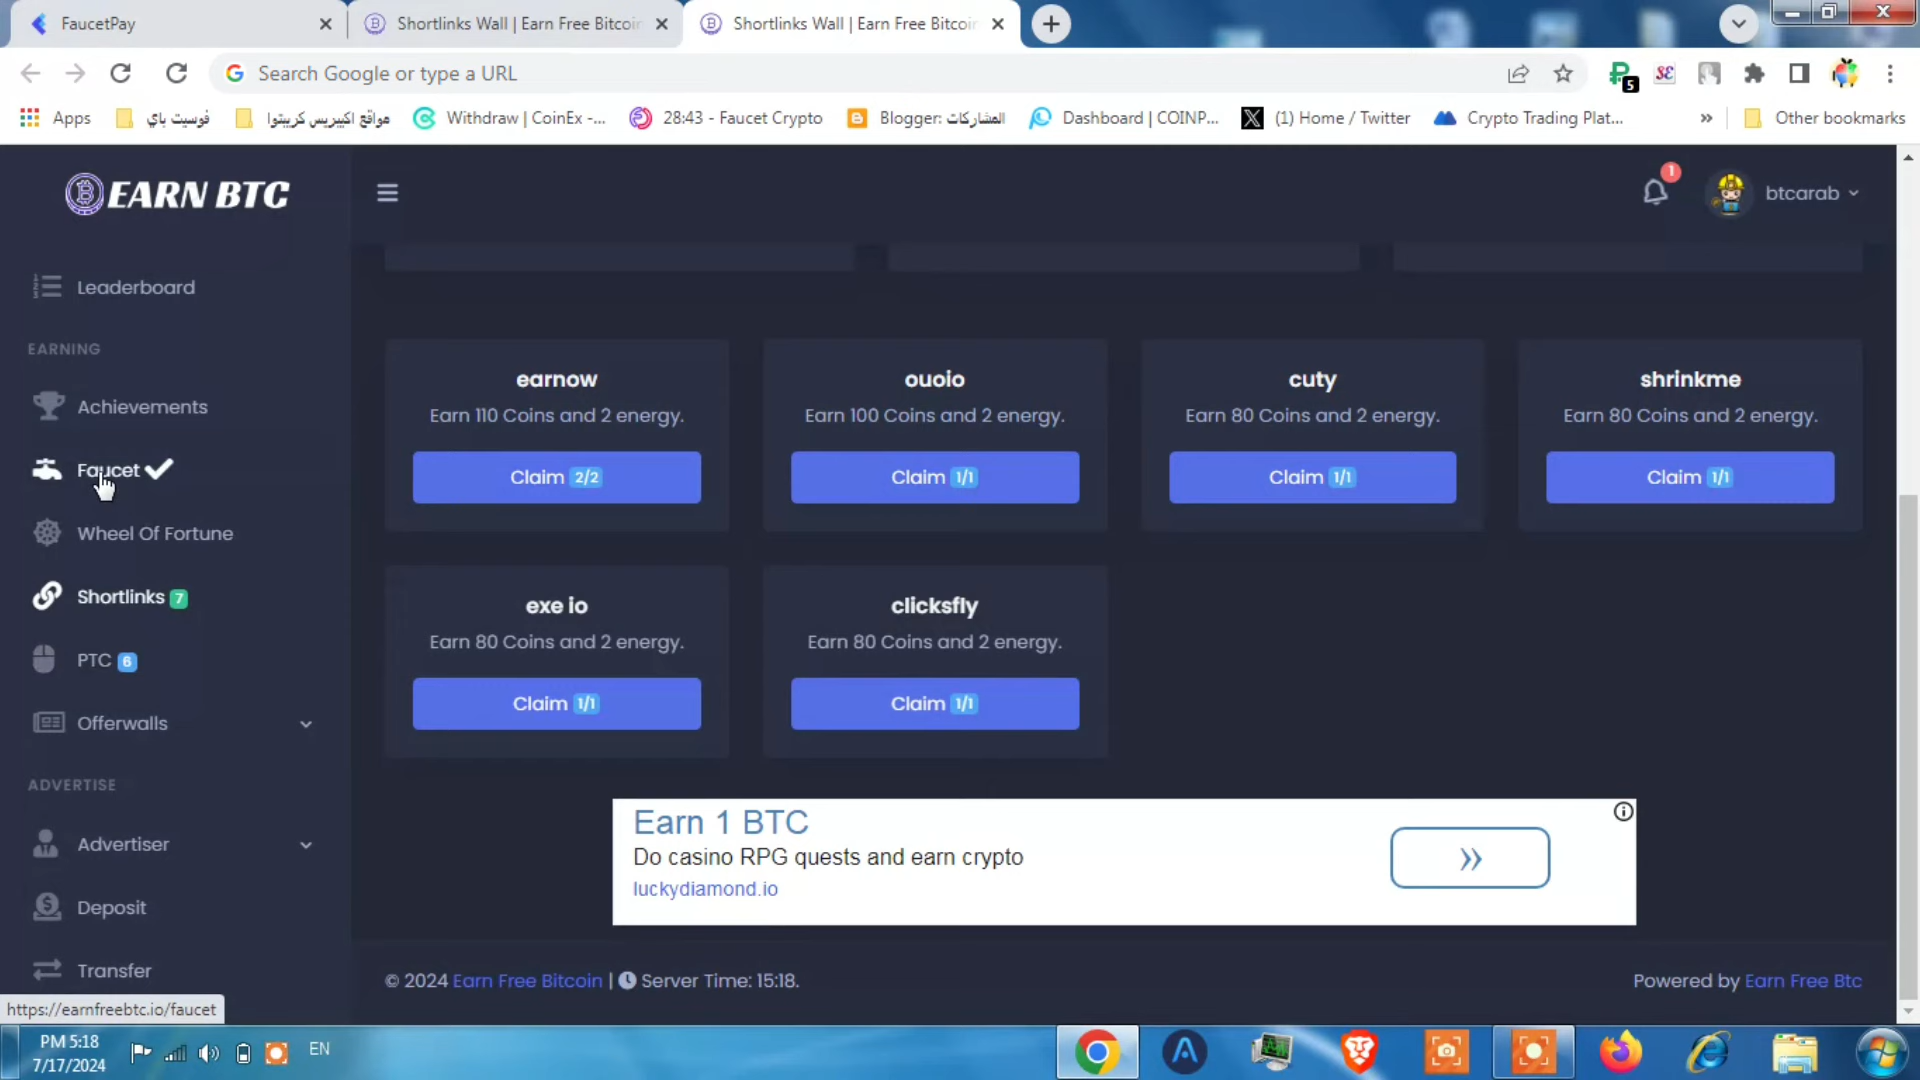 FaucetPay
Shortlinks Wall | Earn Free Bitcoin
Shortlinks Wall | Earn Free Bitcoin
Search Google or type a URL
5
Apps
فوسيت باي
مواقع اكبيريس كريبتوا
Withdraw | CoinEx -...
28:43 - Faucet Crypto
Blogger: المشاركات
Dashboard | COINP...
(1) Home / Twitter
Crypto Trading Plat...
»
Other bookmarks
EARN BTC
1
btcarab
Leaderboard
EARNING
Achievements
Faucet
Wheel Of Fortune
Shortlinks 7
PTC 6
Offerwalls
ADVERTISE
Advertiser
Deposit
Transfer
earnow
Earn 110 Coins and 2 energy.
Claim 2/2
ouoio
Earn 100 Coins and 2 energy.
Claim 1/1
cuty
Earn 80 Coins and 2 energy.
Claim 1/1
shrinkme
Earn 80 Coins and 2 energy.
Claim 1/1
exe io
Earn 80 Coins and 2 energy.
Claim 1/1
clicksfly
Earn 80 Coins and 2 energy.
Claim 1/1
Earn 1 BTC
Do casino RPG quests and earn crypto
luckydiamond.io
»
© 2024 Earn Free Bitcoin | Server Time: 15:18.
Powered by Earn Free Btc
https://earnfreebtc.io/faucet
PM 5:18
7/17/2024
EN